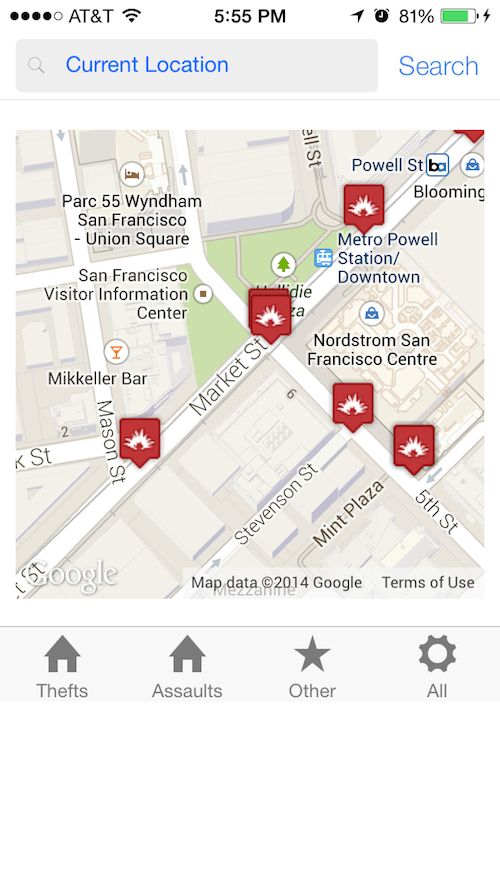 AT&T 5:55 PM 81%
Current Location Search
ell St
Powell St
Parc 55 Wyndham
San Francisco
- Union Square
Blooming
Metro Powell
Station/
Downtown
San Francisco
Visitor Information
Center
Nordstrom San
Francisco Centre
Mikkeller Bar
Market St
6
2
Mason St
k St
Stevenson St
Mint Plaza
5th St
t St
Google
Map data ©2014 Google Terms of Use
Mezzanine
Thefts Assaults Other All